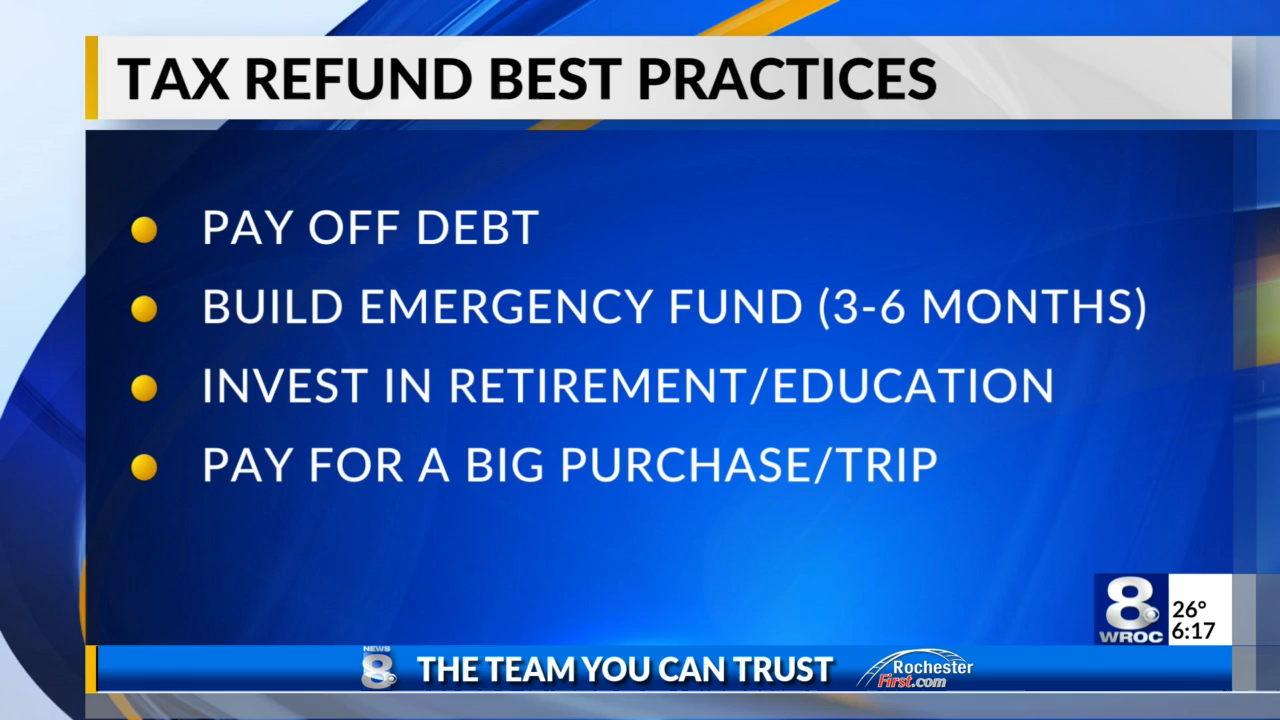 TAX REFUND BEST PRACTICES
PAY OFF DEBT
BUILD EMERGENCY FUND (3-6 MONTHS)
INVEST IN RETIREMENT/EDUCATION
PAY FOR A BIG PURCHASE/TRIP
8
WROC
26°
6:17
NEWS
8
THE TEAM YOU CAN TRUST
Rochester
First.com